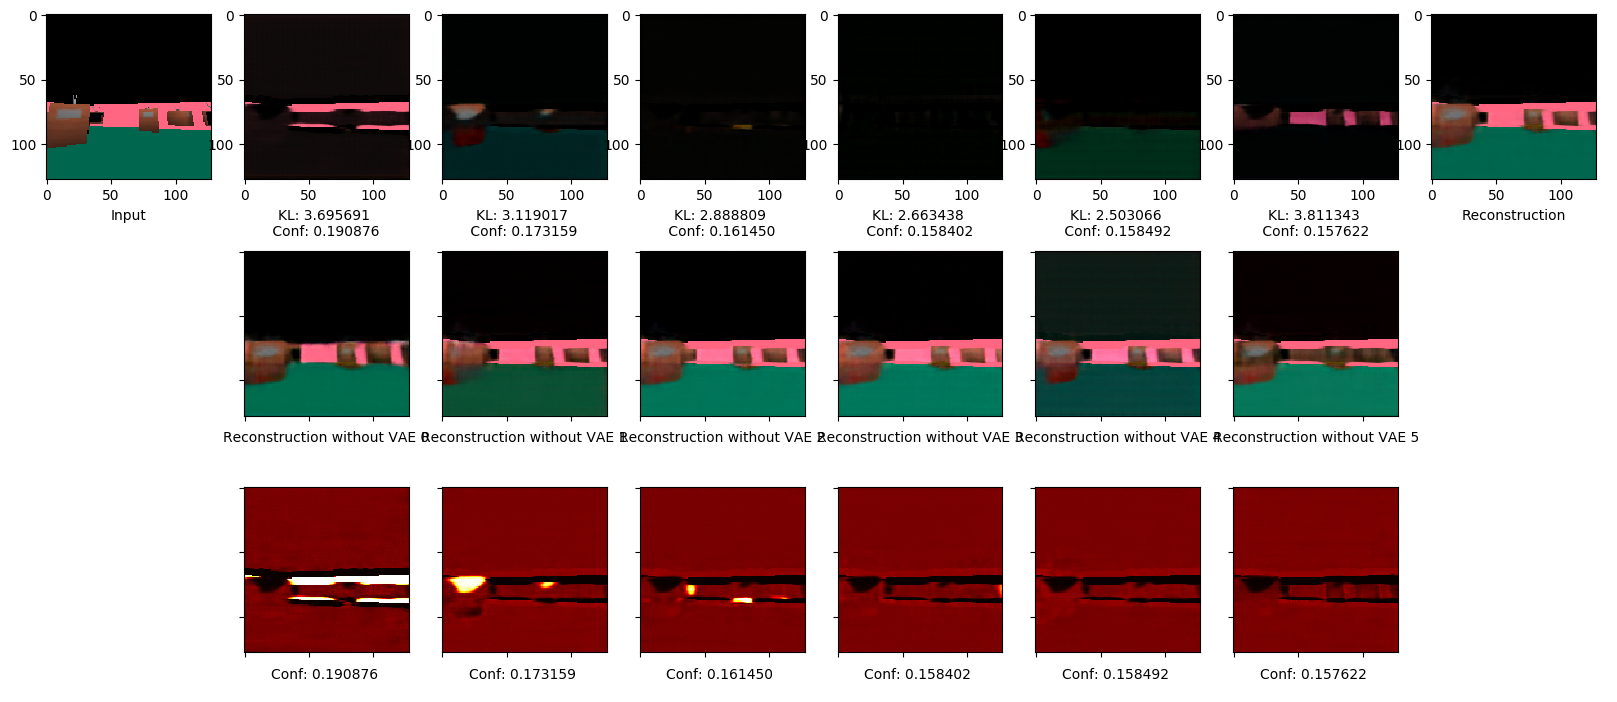 0
50
100
0 50 100
Input
0
50
100
0 50 100
KL: 3.695691
Conf: 0.190876
0
50
100
0 50 100
KL: 3.119017
Conf: 0.173159
0
50
100
0 50 100
KL: 2.888809
Conf: 0.161450
0
50
100
0 50 100
KL: 2.663438
Conf: 0.158402
0
50
100
0 50 100
KL: 2.503066
Conf: 0.158492
0
50
100
0 50 100
KL: 3.811343
Conf: 0.157622
0
50
100
0 50 100
Reconstruction
Reconstruction without VAE 0
Reconstruction without VAE 1
Reconstruction without VAE 2
Reconstruction without VAE 3
Reconstruction without VAE 4
Reconstruction without VAE 5
Conf: 0.190876
Conf: 0.173159
Conf: 0.161450
Conf: 0.158402
Conf: 0.158492
Conf: 0.157622